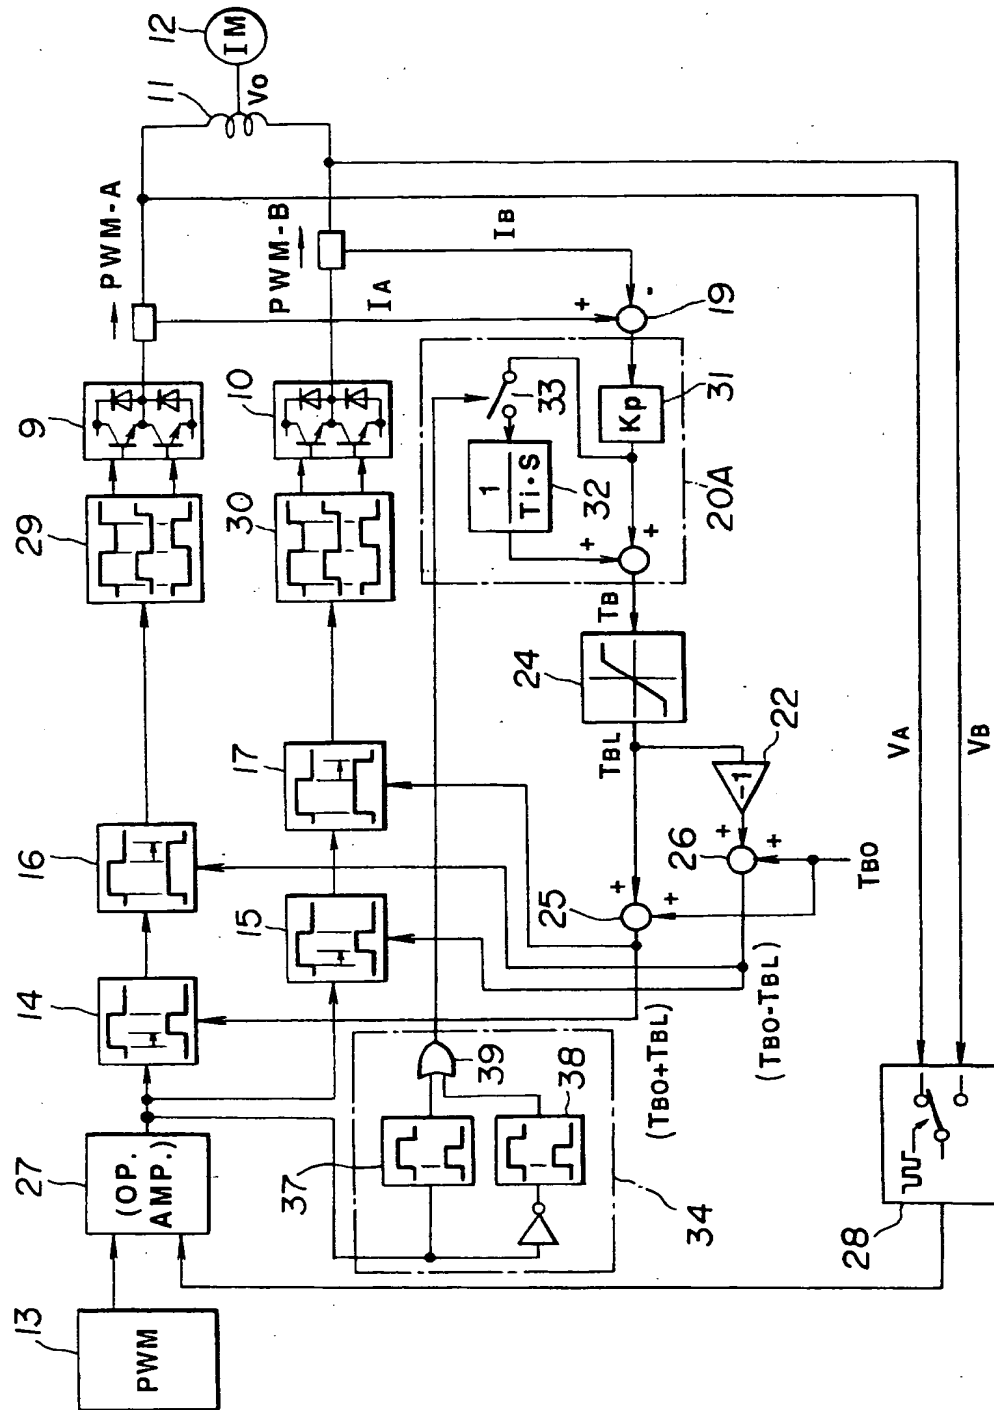 13
PWM
27
(OP.
AMP.)
14
16
29
9
PWM-A
11
12
IM
Vo
15
17
30
10
PWM-B
IA
IB
37
38
39
34
1
Ti·S
32
33
Kp
31
20A
19
+
-
+
+
TB
24
TBL
22
-1
25
+
+
26
+
+
TBO
(TBO+TBL)
(TBO-TBL)
VA
VB
28